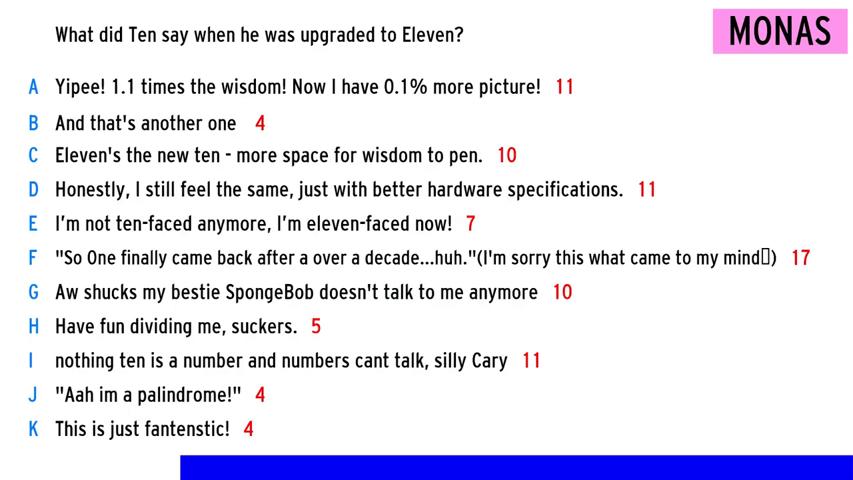 What did Ten say when he was upgraded to Eleven?
MONAS
A Yipee! 1.1 times the wisdom! Now I have 0.1% more picture! 11
B And that's another one 4
C Eleven's the new ten - more space for wisdom to pen. 10
D Honestly, I still feel the same, just with better hardware specifications. 11
E I’m not ten-faced anymore, I’m eleven-faced now! 7
F "So One finally came back after a over a decade...huh."(I'm sorry this what came to my mind▯) 17
G Aw shucks my bestie SpongeBob doesn't talk to me anymore 10
H Have fun dividing me, suckers. 5
I nothing ten is a number and numbers cant talk, silly Cary 11
J "Aah im a palindrome!" 4
K This is just fantenstic! 4